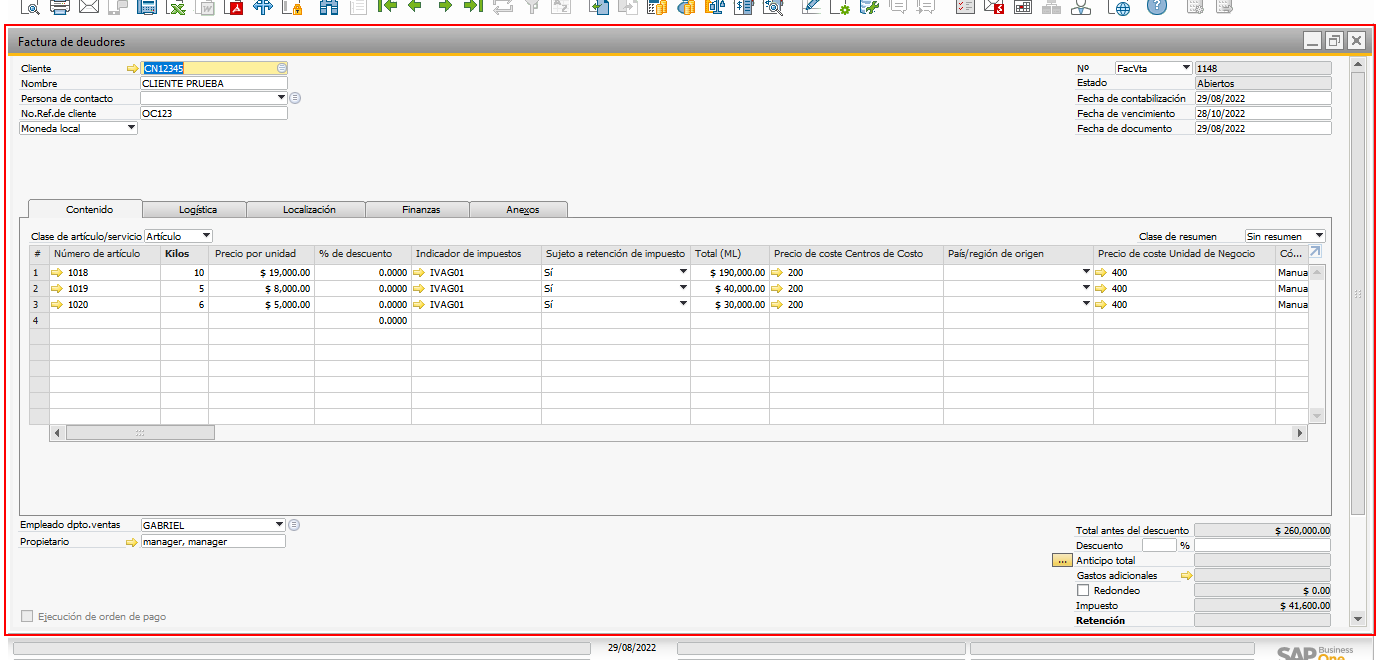 Factura de deudores
Cliente CN12345 Nº FacVta 1148
Nombre CLIENTE PRUEBA Estado Abiertos
Persona de contacto Fecha de contabilización 29/08/2022
No.Ref.de cliente OC123 Fecha de vencimiento 28/10/2022
Moneda local Fecha de documento 29/08/2022
Contenido Logística Localización Finanzas Anexos
Clase de artículo/servicio Artículo Clase de resumen Sin resumen
# Número de artículo Kilos Precio por unidad % de descuento Indicador de impuestos Sujeto a retención de impuesto Total (ML) Precio de coste Centros de Costo País/región de origen Precio de coste Unidad de Negocio Có...
1 1018 10 $ 19,000.00 0.0000 IVAG01 Sí $ 190,000.00 200 400 Manua
2 1019 5 $ 8,000.00 0.0000 IVAG01 Sí $ 40,000.00 200 400 Manua
3 1020 6 $ 5,000.00 0.0000 IVAG01 Sí $ 30,000.00 200 400 Manua
4 0.0000
Empleado dpto.ventas GABRIEL
Propietario manager, manager
Total antes del descuento $ 260,000.00
Descuento %
... Anticipo total
Gastos adicionales
Redondeo $ 0.00
Ejecución de orden de pago
Impuesto $ 41,600.00
Retención
29/08/2022
SAP Business One